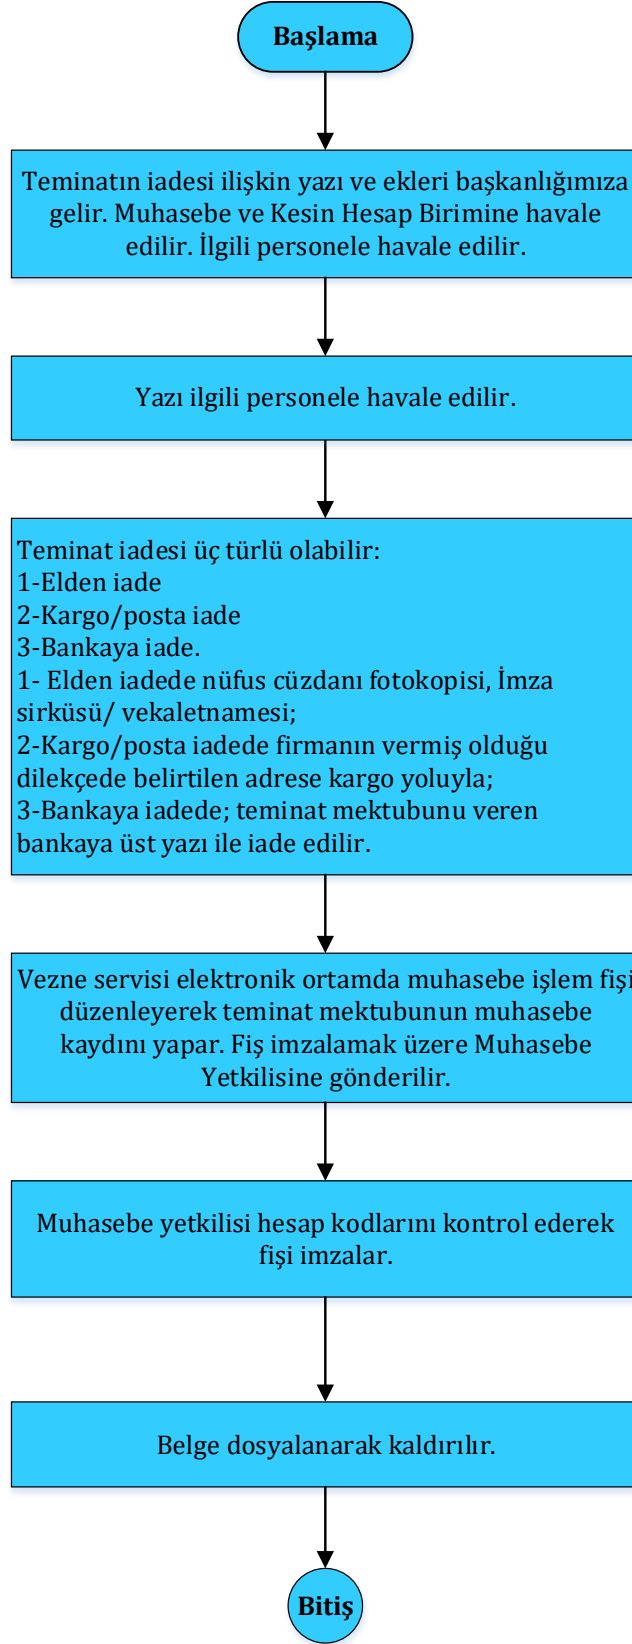 Başlama
Teminatın iadesi ilişkin yazı ve ekleri başkanlığımıza
gelir. Muhasebe ve Kesin Hesap Birimine havale
edilir. İlgili personele havale edilir.
Yazı ilgili personele havale edilir.
Teminat iadesi üç türlü olabilir:
1-Elden iade
2-Kargo/posta iade
3-Bankaya iade.
1- Elden iadede nüfus cüzdanı fotokopisi, İmza
sirküsü/ vekaletnamesi;
2-Kargo/posta iadede firmanın vermiş olduğu
dilekçede belirtilen adrese kargo yoluyla;
3-Bankaya iadede; teminat mektubunu veren
bankaya üst yazı ile iade edilir.
Vezne servisi elektronik ortamda muhasebe işlem fişi
düzenleyerek teminat mektubunun muhasebe
kaydını yapar. Fiş imzalamak üzere Muhasebe
Yetkilisine gönderilir.
Muhasebe yetkilisi hesap kodlarını kontrol ederek
fişi imzalar.
Belge dosyalanarak kaldırılır.
Bitiş